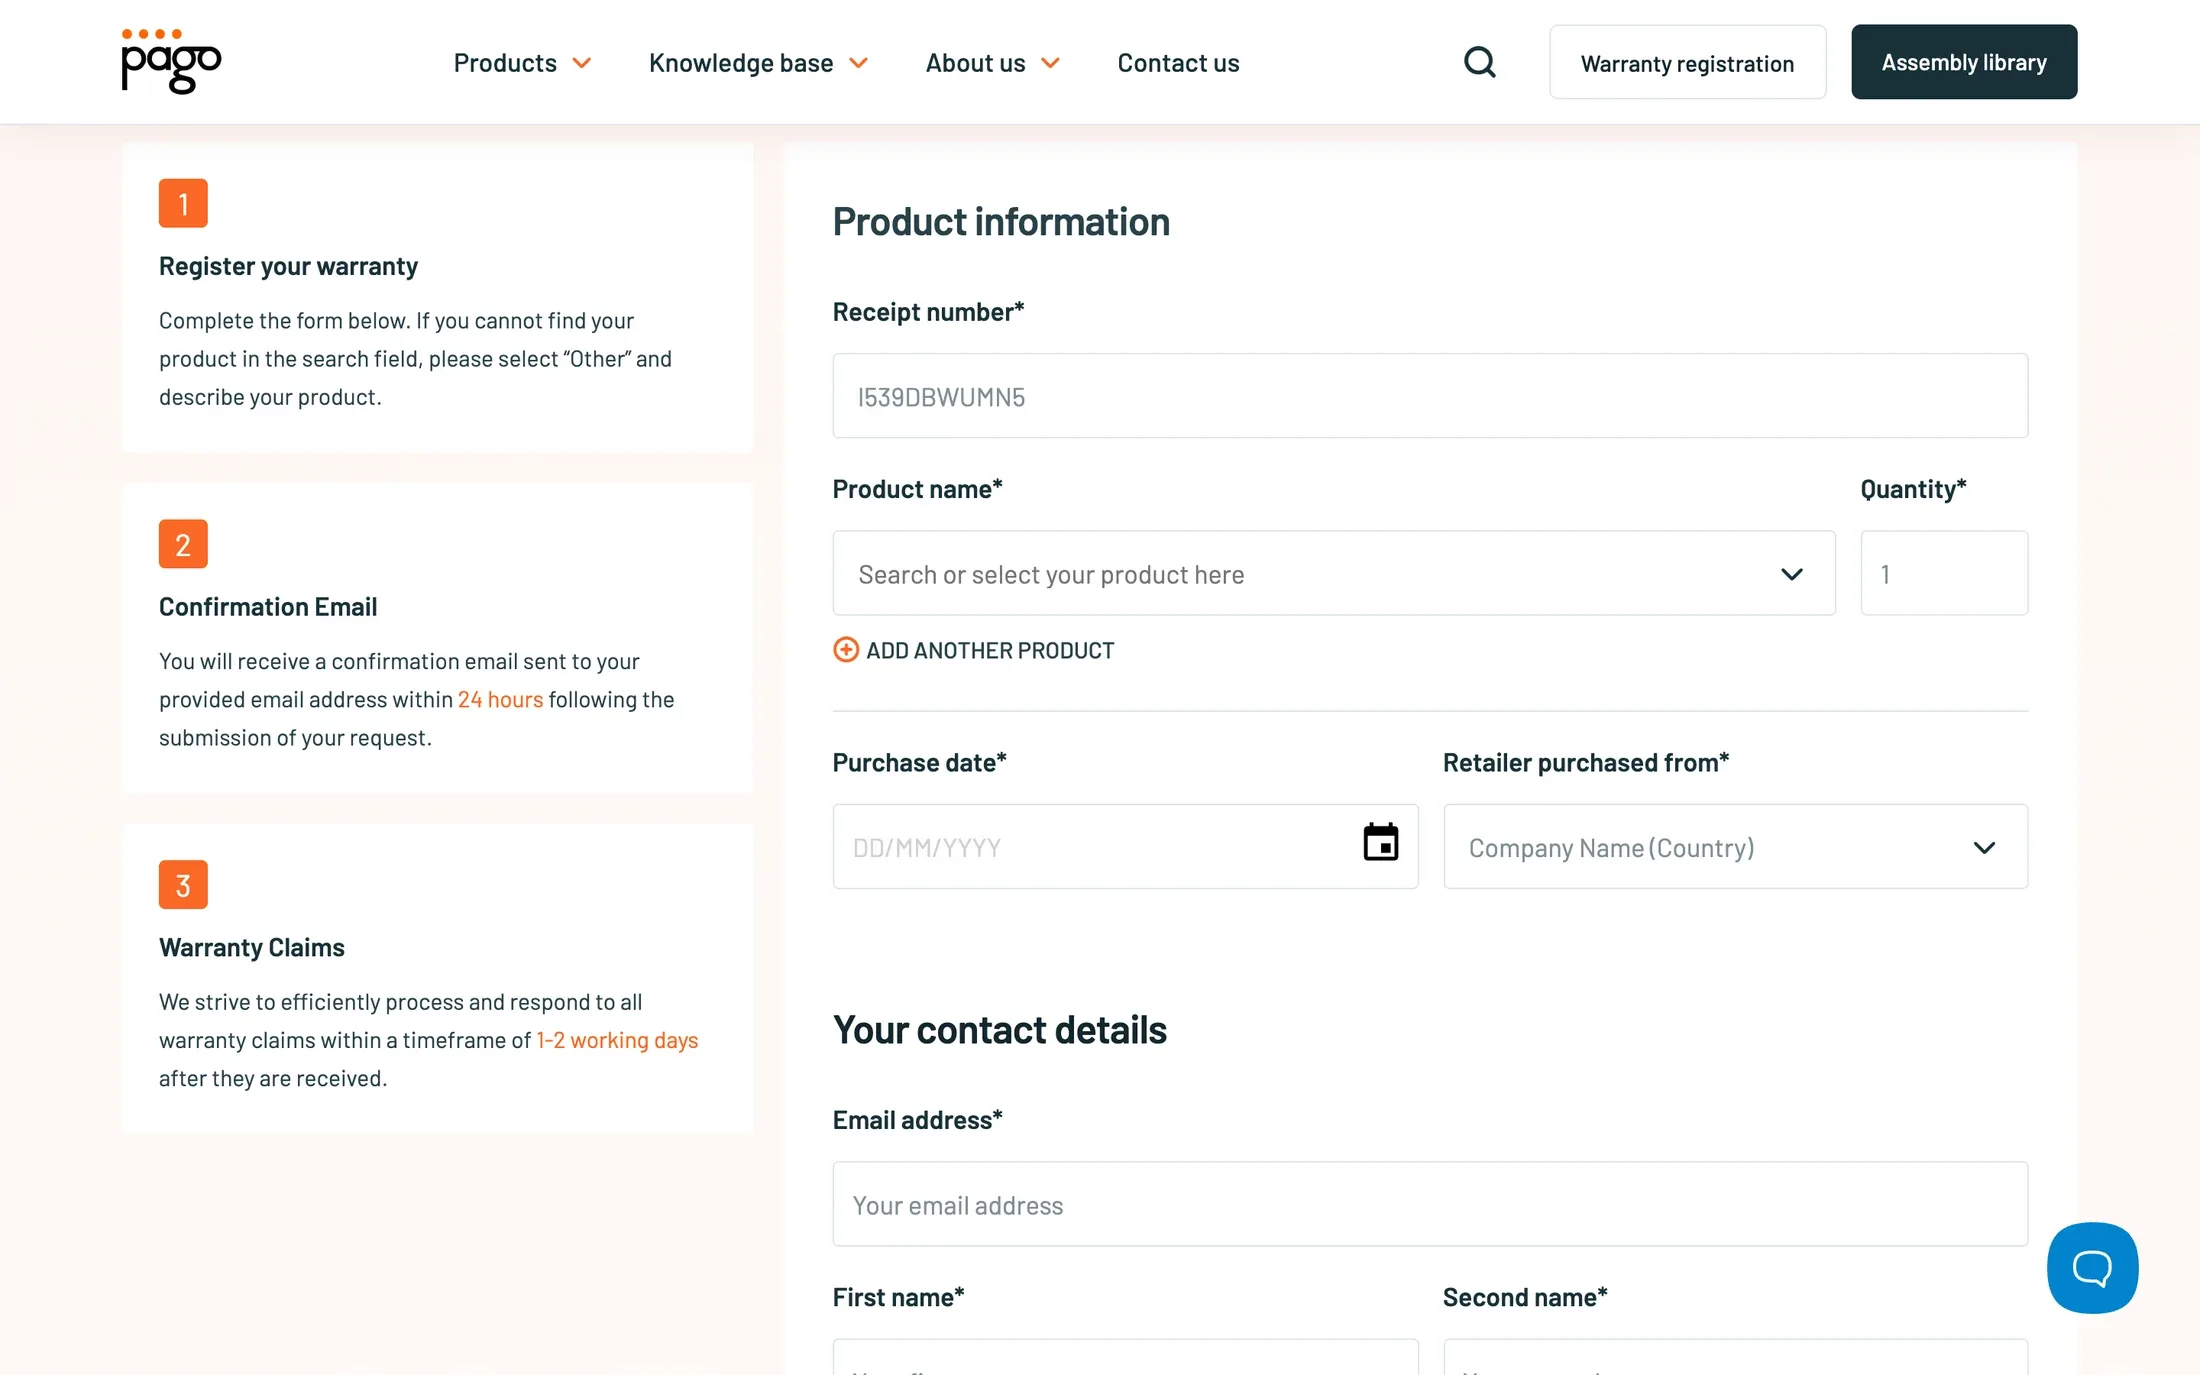 pago
Products
Knowledge base
About us
Contact us
Warranty registration
Assembly library
1
Register your warranty
Complete the form below. If you cannot find your
product in the search field, please select “Other” and
describe your product.
2
Confirmation Email
You will receive a confirmation email sent to your
provided email address within 24 hours following the
submission of your request.
3
Warranty Claims
We strive to efficiently process and respond to all
warranty claims within a timeframe of 1-2 working days
after they are received.
Product information
Receipt number*
I539DBWUMN5
Product name*
Quantity*
Search or select your product here
1
ADD ANOTHER PRODUCT
Purchase date*
Retailer purchased from*
DD/MM/YYYY
Company Name (Country)
Your contact details
Email address*
Your email address
First name*
Second name*